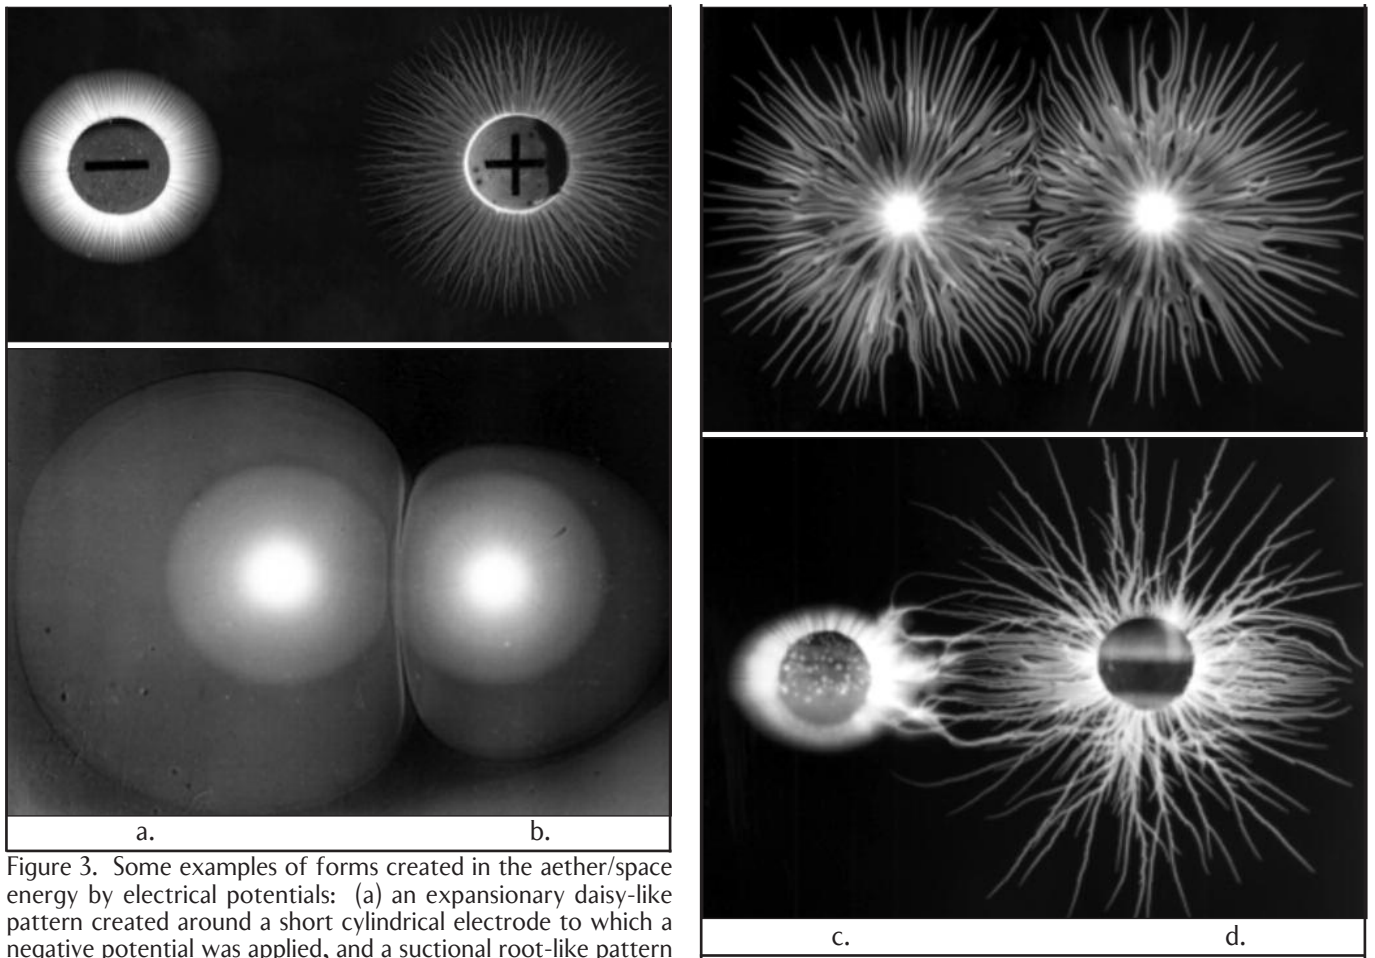 a.
b.
Figure 3. Some examples of forms created in the aether/space
energy by electrical potentials: (a) an expansionary daisy-like
pattern created around a short cylindrical electrode to which a
negative potential was applied, and a suctional root-like pattern
c.
d.